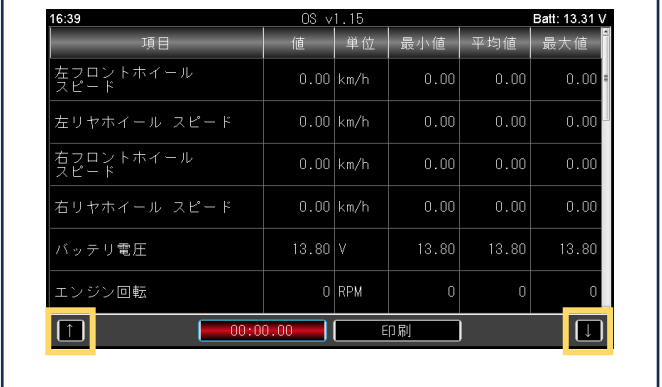 16:39 OS v1.15 Batt: 13.31 V
項目 値 単位 最小値 平均値 最大値
左フロントホイール
スピード 0.00 km/h 0.00 0.00 0.00
左リヤホイール スピード 0.00 km/h 0.00 0.00 0.00
右フロントホイール
スピード 0.00 km/h 0.00 0.00 0.00
右リヤホイール スピード 0.00 km/h 0.00 0.00 0.00
バッテリ電圧 13.80 V 13.80 13.80 13.80
エンジン回転 0 RPM 0 0 0
↑ 00:00.00 印刷 ↓